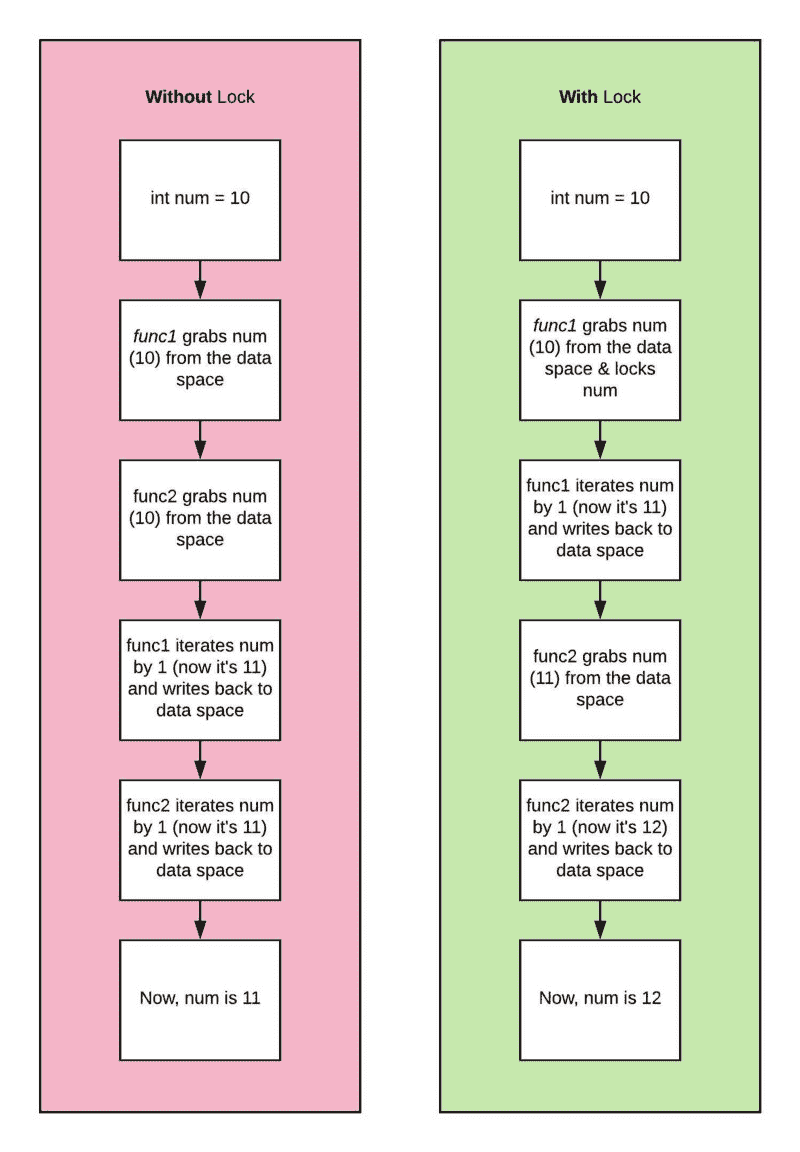 Without Lock
int num = 10
func1 grabs num
(10) from the data
space
func2 grabs num
(10) from the data
space
func1 iterates num
by 1 (now it's 11)
and writes back to
data space
func2 iterates num
by 1 (now it's 11)
and writes back to
data space
Now, num is 11
With Lock
int num = 10
func1 grabs num
(10) from the data
space & locks
num
func1 iterates num
by 1 (now it's 11)
and writes back to
data space
func2 grabs num
(11) from the data
space
func2 iterates num
by 1 (now it's 12)
and writes back to
data space
Now, num is 12